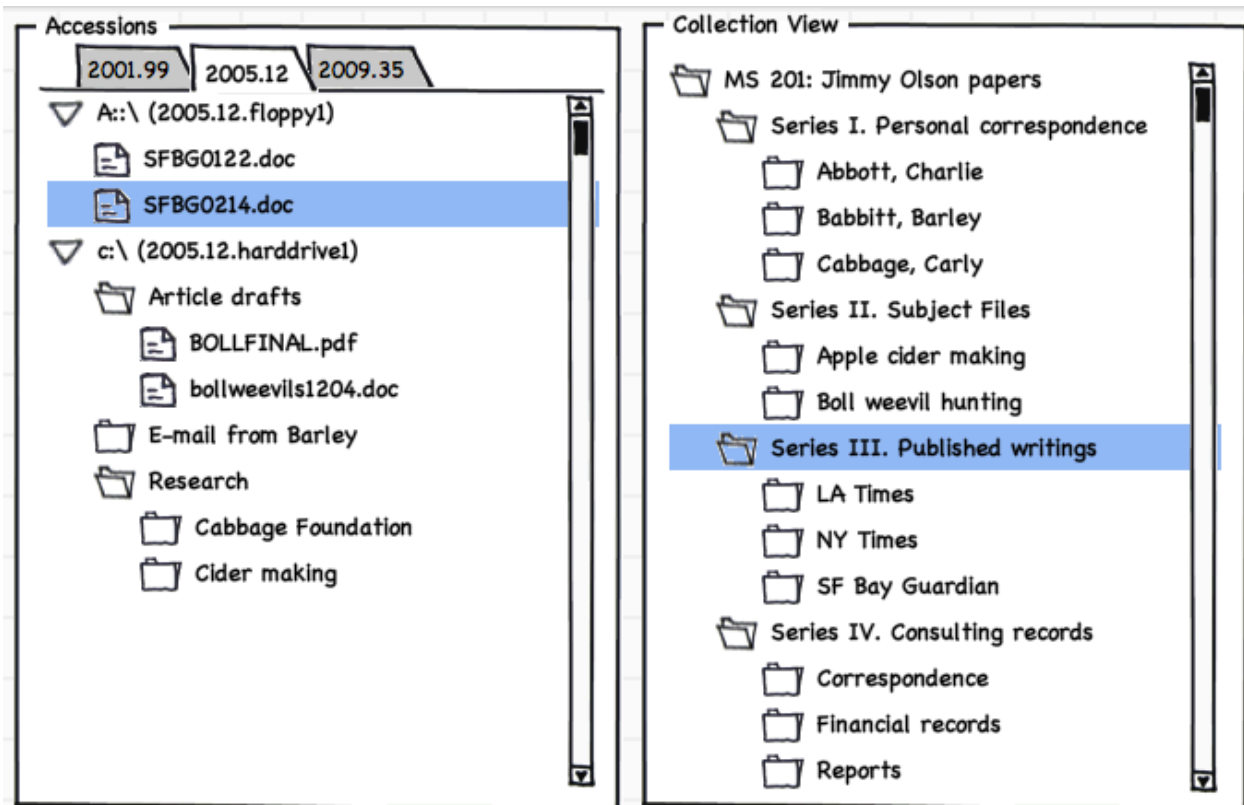 Accessions
2001.99
2005.12
2009.35
A::\ (2005.12.floppy1)
SFBG0122.doc
SFBG0214.doc
c:\ (2005.12.harddrive1)
Article drafts
BOLLFINAL.pdf
bollweevils1204.doc
E-mail from Barley
Research
Cabbage Foundation
Cider making
Collection View
MS 201: Jimmy Olson papers
Series I. Personal correspondence
Abbott, Charlie
Babbitt, Barley
Cabbage, Carly
Series II. Subject Files
Apple cider making
Boll weevil hunting
Series III. Published writings
LA Times
NY Times
SF Bay Guardian
Series IV. Consulting records
Correspondence
Financial records
Reports